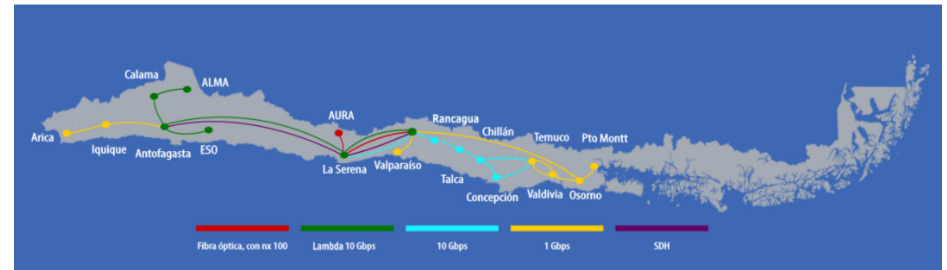 Calama
ALMA
Arica
Iquique
Antofagasta
ESO
AURA
La Serena
Valparaíso
Rancagua
Talca
Chillán
Concepción
Temuco
Valdivia
Osorno
Pto Montt
Fibra óptica, con nx 100
Lambda 10 Gbps
10 Gbps
1 Gbps
SDH